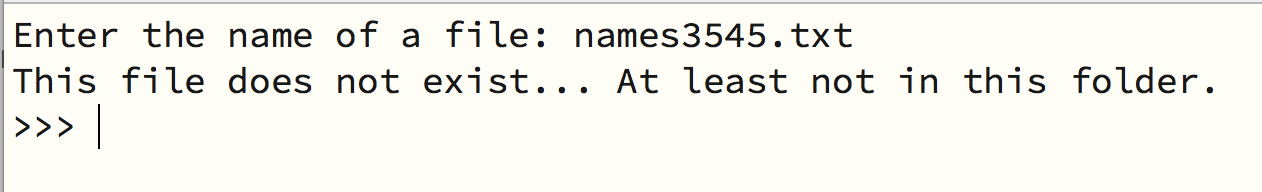 Enter the name of a file: names3545.txt
This file does not exist... At least not in this folder.
>>>